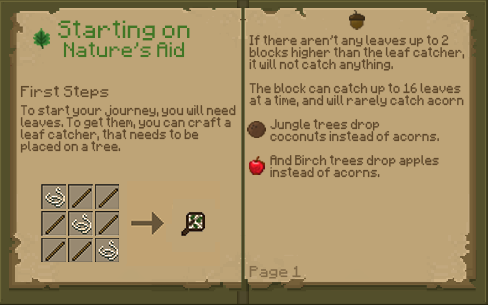 Starting on
Nature's Aid
First Steps
To start your journey, you will need
leaves. To get them, you can craft a
leaf catcher, that needs to be
placed on a tree.
If there aren't any leaves up to 2
blocks higher than the leaf catcher,
it will not catch anything.
The block can catch up to 16 leaves
at a time, and will rarely catch acorn
Jungle trees drop
coconuts instead of acorns.
And Birch trees drop apples
instead of acorns.
Page 1